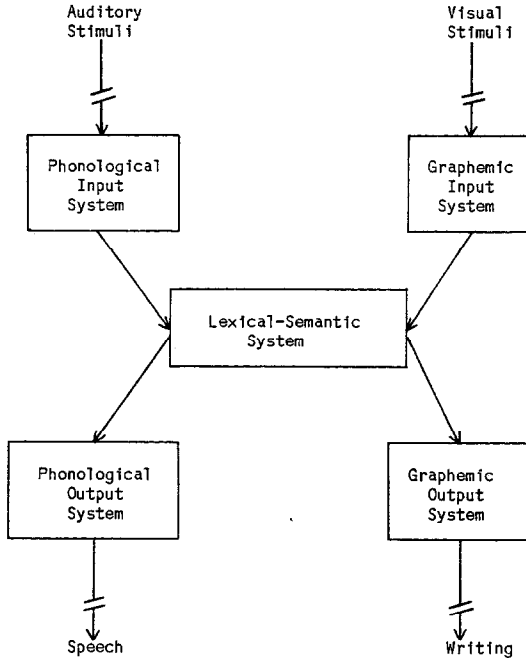 Auditory
Stimuli
Visual
Stimuli
Phonological
Input
System
Graphemic
Input
System
Lexical-Semantic
System
Phonological
Output
System
Graphemic
Output
System
Speech
Writing